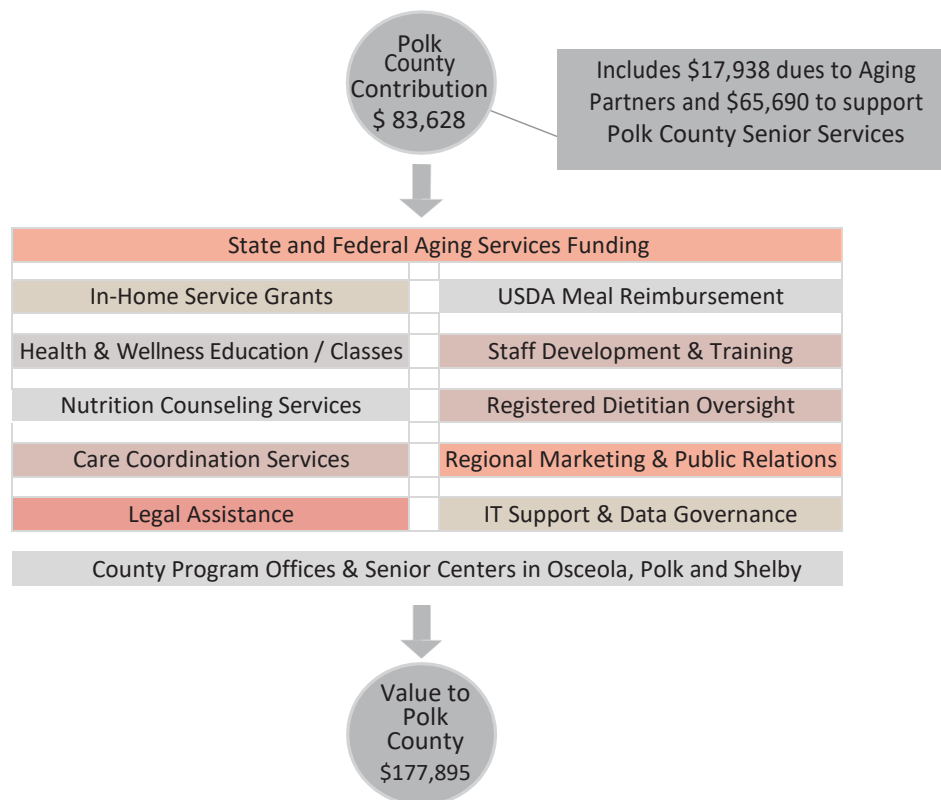 Polk
County
Contribution
$ 83,628
Includes $17,938 dues to Aging
Partners and $65,690 to support
Polk County Senior Services
State and Federal Aging Services Funding
In-Home Service Grants
USDA Meal Reimbursement
Health & Wellness Education / Classes
Staff Development & Training
Nutrition Counseling Services
Registered Dietitian Oversight
Care Coordination Services
Regional Marketing & Public Relations
Legal Assistance
IT Support & Data Governance
County Program Offices & Senior Centers in Osceola, Polk and Shelby
Value to
Polk
County
$177,895